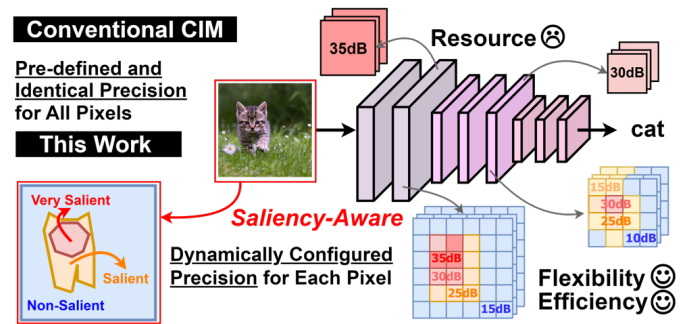 Conventional CIM
Pre-defined and
Identical Precision
for All Pixels
This Work
35dB
Resource
30dB
cat
Very Salient
Salient
Non-Salient
Saliency-Aware
Dynamically Configured
Precision for Each Pixel
35dB
30dB
25dB
15dB
15dB
30dB
25dB
10dB
Flexibility
Efficiency